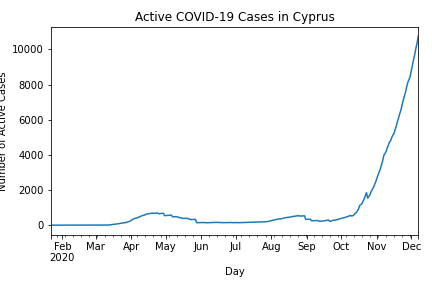 Active COVID-19 Cases in Cyprus
Number of Active Cases
10000
8000
6000
4000
2000
0
Feb Mar Apr May Jun Jul Aug Sep Oct Nov Dec
2020
Day